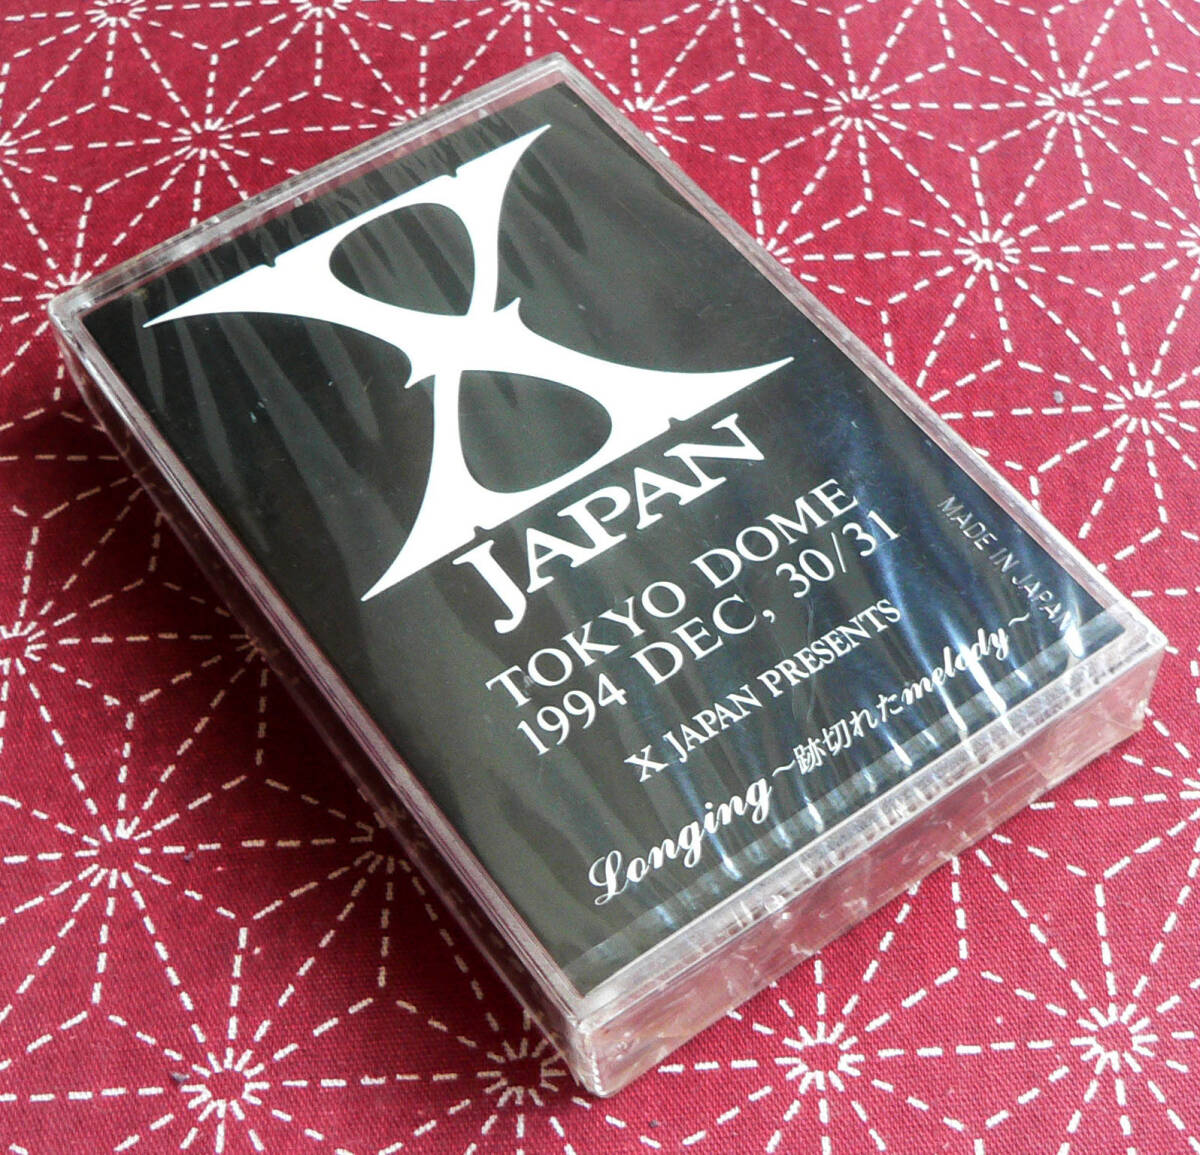 X
JAPAN
TOKYO DOME
1994 DEC, 30/31
X JAPAN PRESENTS
Longing～跡切れたmelody～
MADE IN JAPAN